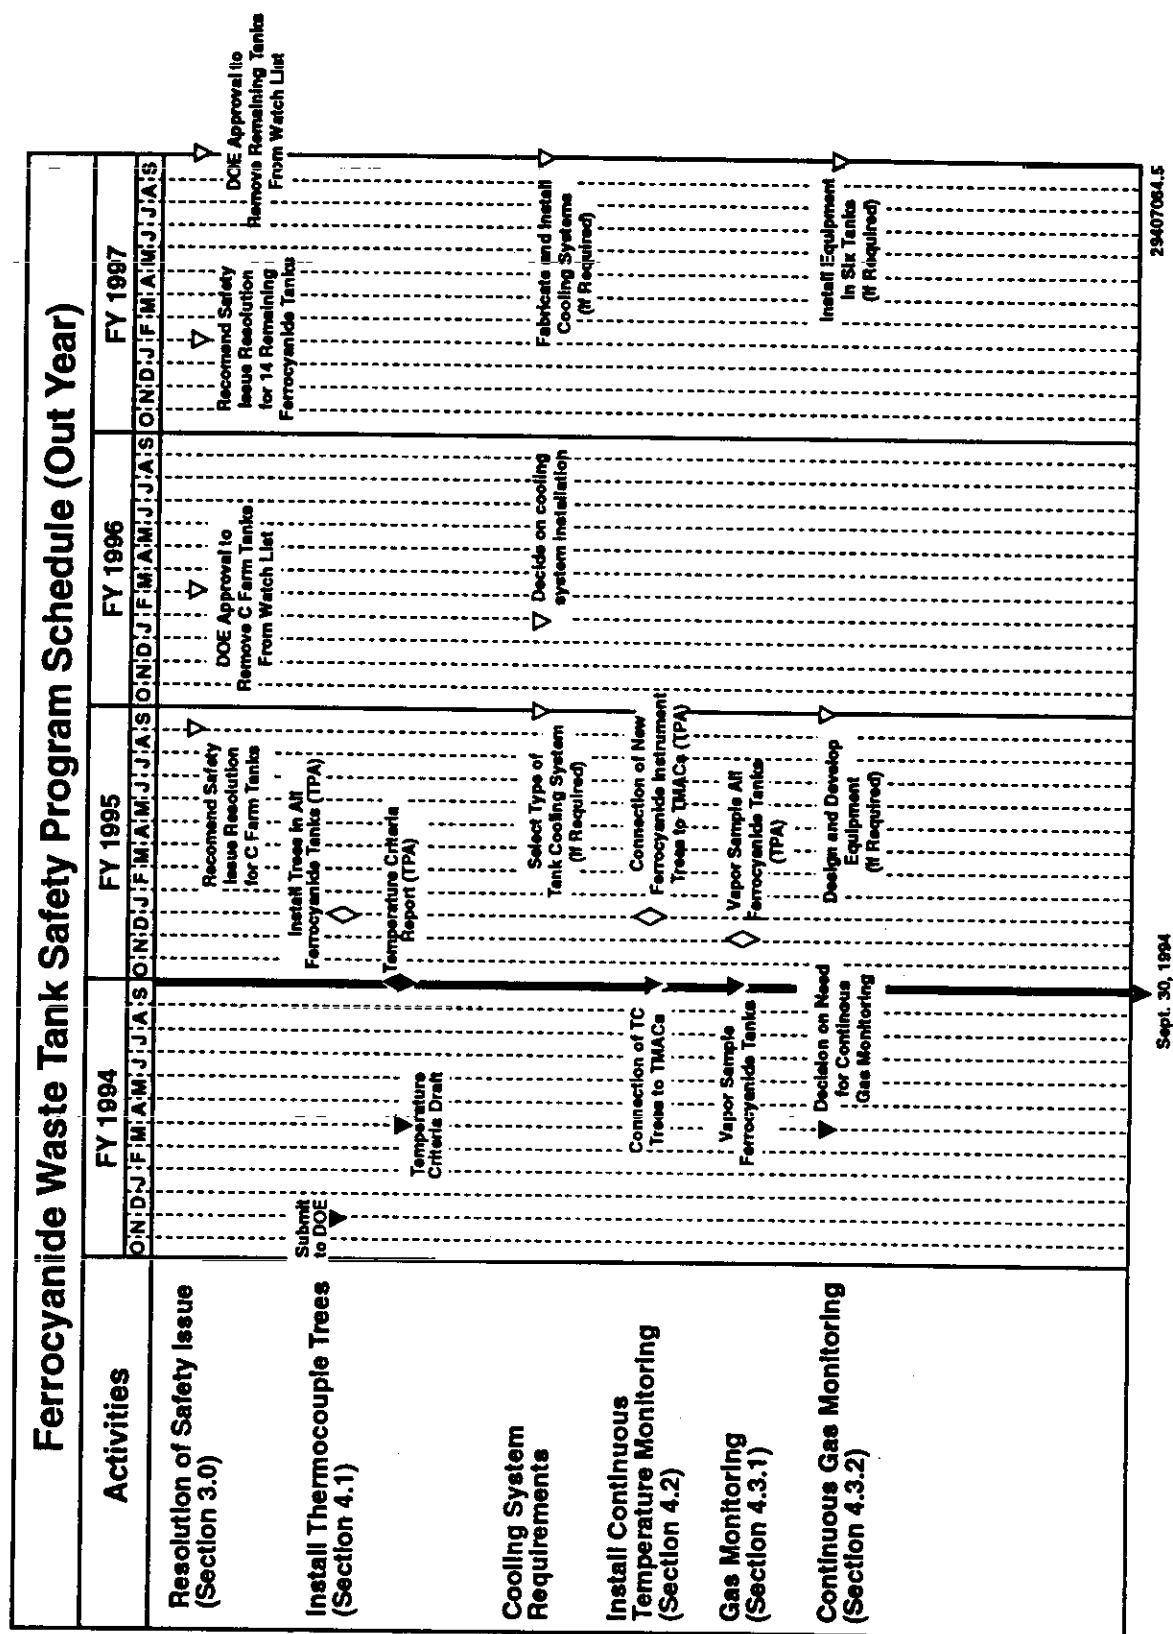 Ferrocyanide Waste Tank Safety Program Schedule (Out Year)
Activities
FY 1994
FY 1995
FY 1996
FY 1997
O N D J F M A M J J A S
O N D J F M A M J J A S
O N D J F M A M J J A S
O N D J F M A M J J A S
Resolution of Safety Issue
(Section 3.0)
Recomend Safety
Issue Resolution
for C Farm Tanks
DOE Approval to
Remove C Farm Tanks
From Watch List
Recomend Safety
Issue Resolution
for 14 Remaining
Ferrocyanide Tanks
DOE Approval to
Remove Remaining Tanks
From Watch List
Install Thermocouple Trees
(Section 4.1)
Submit
to DOE
Install Trees in All
Ferrocyanide Tanks (TPA)
Temperature
Criteria Draft
Temperature Criteria
Report (TPA)
Cooling System
Requirements
Select Type of
Tank Cooling System
(If Required)
Decide on cooling
system installation
Fabricate and Install
Cooling Systems
(If Required)
Install Continuous
Temperature Monitoring
(Section 4.2)
Connection of TC
Trees to TMACs
Connection of New
Ferrocyanide Instrument
Trees to TMACs (TPA)
Gas Monitoring
(Section 4.3.1)
Vapor Sample
Ferrocyanide Tanks
Vapor Sample All
Ferrocyanide Tanks
(TPA)
Continuous Gas Monitoring
(Section 4.3.2)
Decision on Need
for Continous
Gas Monitoring
Design and Develop
Equipment
(If Required)
Install Equipment
In Six Tanks
(If Required)
Sept. 30, 1994
29407064.5